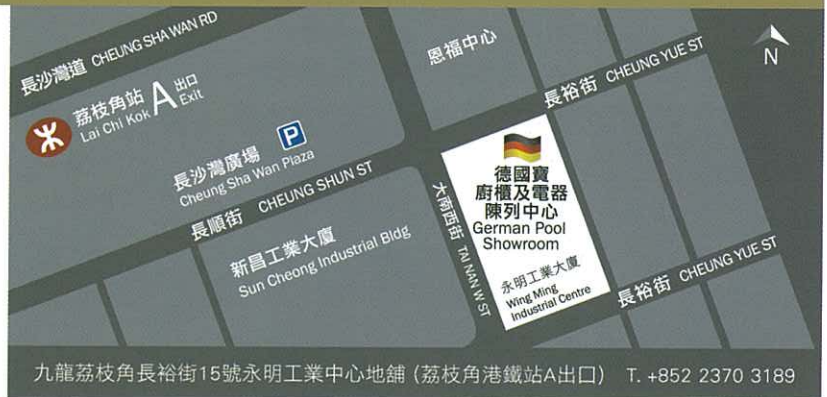 長沙灣道 CHEUNG SHA WAN RD
荔枝角站
Lai Chi Kok
A
出口
Exit
P
長沙灣廣場
Cheung Sha Wan Plaza
恩福中心
長裕街 CHEUNG YUE ST
N
長順街 CHEUNG SHUN ST
新昌工業大廈
Sun Cheong Industrial Bldg
大南西街 TAI NAN W ST
德國寶
廚櫃及電器
陳列中心
German Pool
Showroom
永明工業大廈
Wing Ming
Industrial Centre
長裕街 CHEUNG YUE ST
九龍荔枝角長裕街15號永明工業中心地舖 (荔枝角港鐵站A出口) T. +852 2370 3189